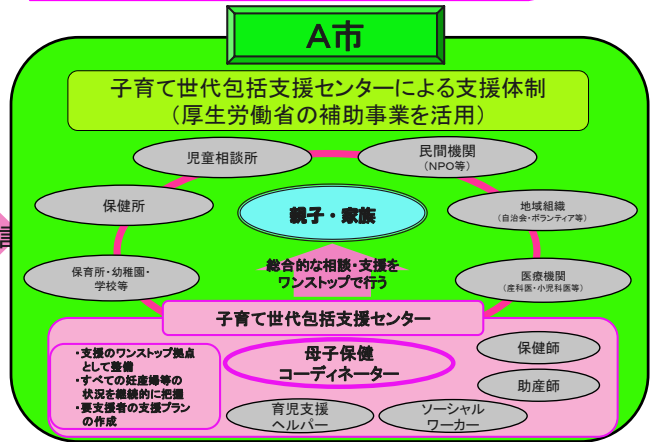 A市
子育て世代包括支援センターによる支援体制
(厚生労働省の補助事業を活用)
児童相談所
民間機関
(NPO等)
保健所
親子・家族
地域組織
(自治会・ボランティア等)
言
保育所・幼稚園・
学校等
総合的な相談・支援を
ワンストップで行う
医療機関
(産科医・小児科医等)
子育て世代包括支援センター
・支援のワンストップ拠点
として整備
・すべての妊産婦等の
状況を継続的に把握
・要支援者の支援プラン
の作成
母子保健
コーディネーター
保健師
助産師
育児支援
ヘルパー
ソーシャル
ワーカー